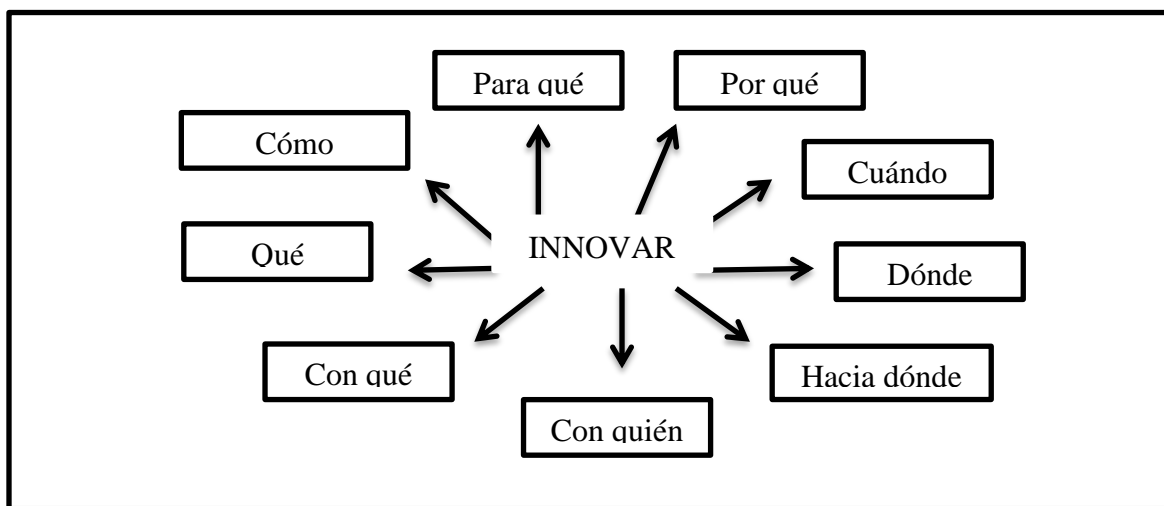 Para qué
Por qué
Cómo
Cuándo
Qué
INNOVAR
Dónde
Con qué
Hacia dónde
Con quién